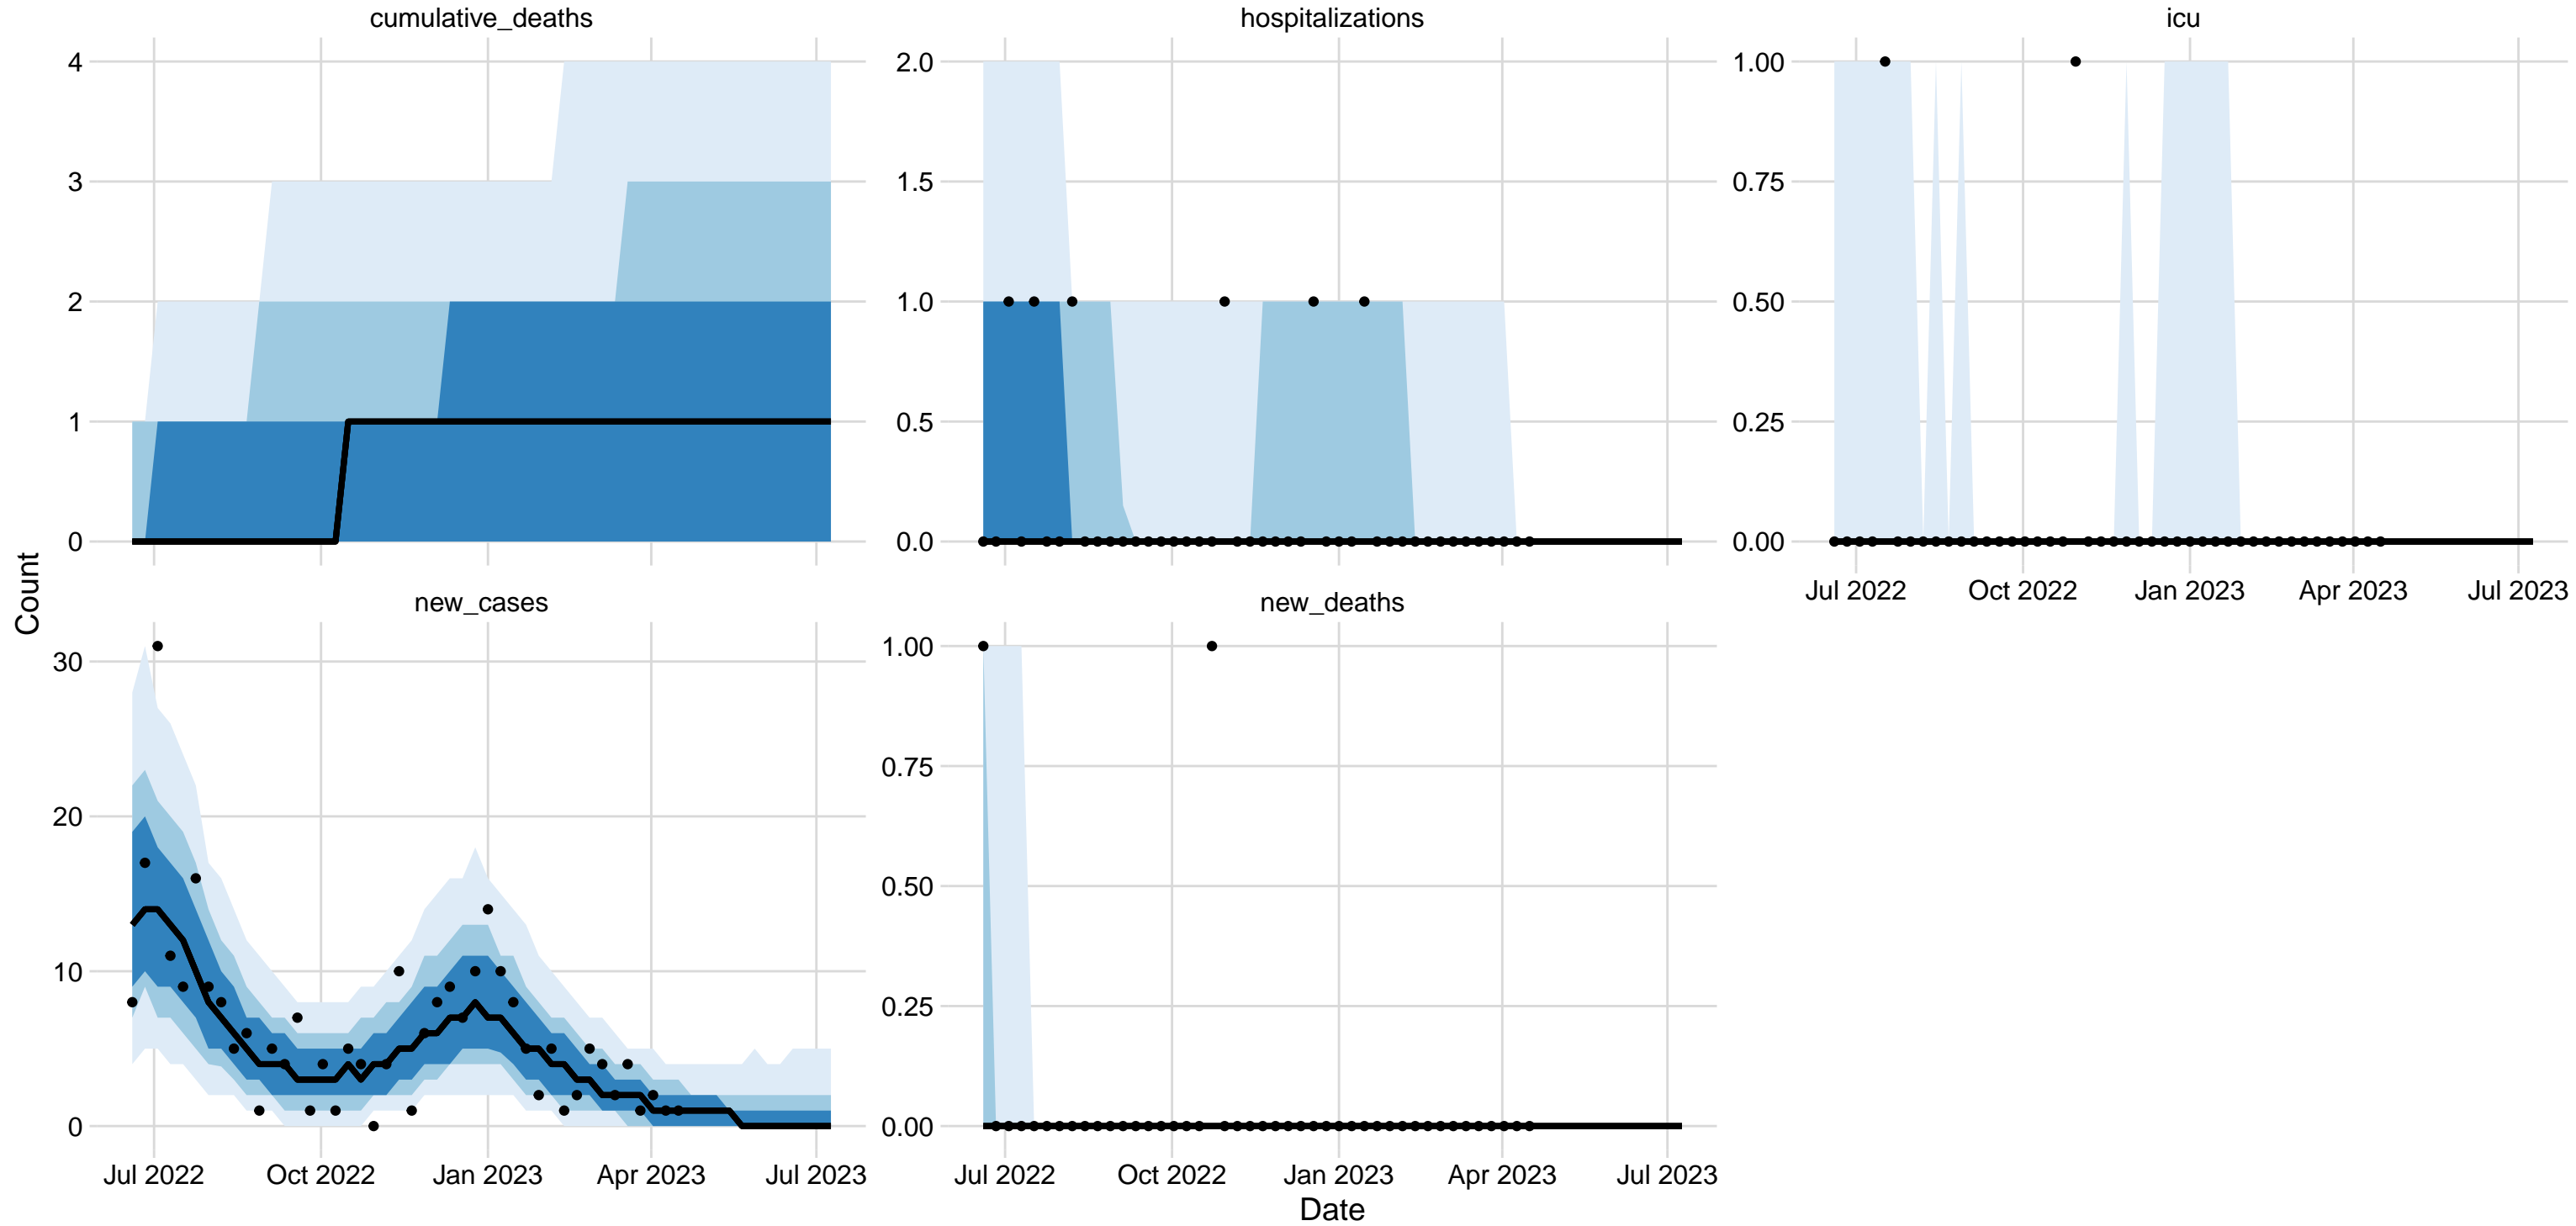 cumulative_deaths
hospitalizations
icu
4
3
2
1
0
2.0
1.5
1.0
0.5
0.0
1.00
0.75
0.50
0.25
0.00
Jul 2022 Oct 2022 Jan 2023 Apr 2023 Jul 2023
Count
new_cases
new_deaths
30
20
10
0
1.00
0.75
0.50
0.25
0.00
Jul 2022 Oct 2022 Jan 2023 Apr 2023 Jul 2023
Jul 2022 Oct 2022 Jan 2023 Apr 2023 Jul 2023
Date